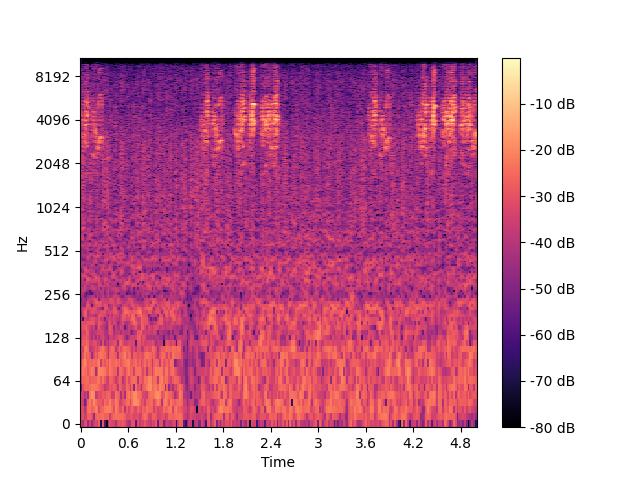 8192
4096
2048
1024
512
256
128
64
0
Hz
0 0.6 1.2 1.8 2.4 3 3.6 4.2 4.8
Time
-10 dB
-20 dB
-30 dB
-40 dB
-50 dB
-60 dB
-70 dB
-80 dB